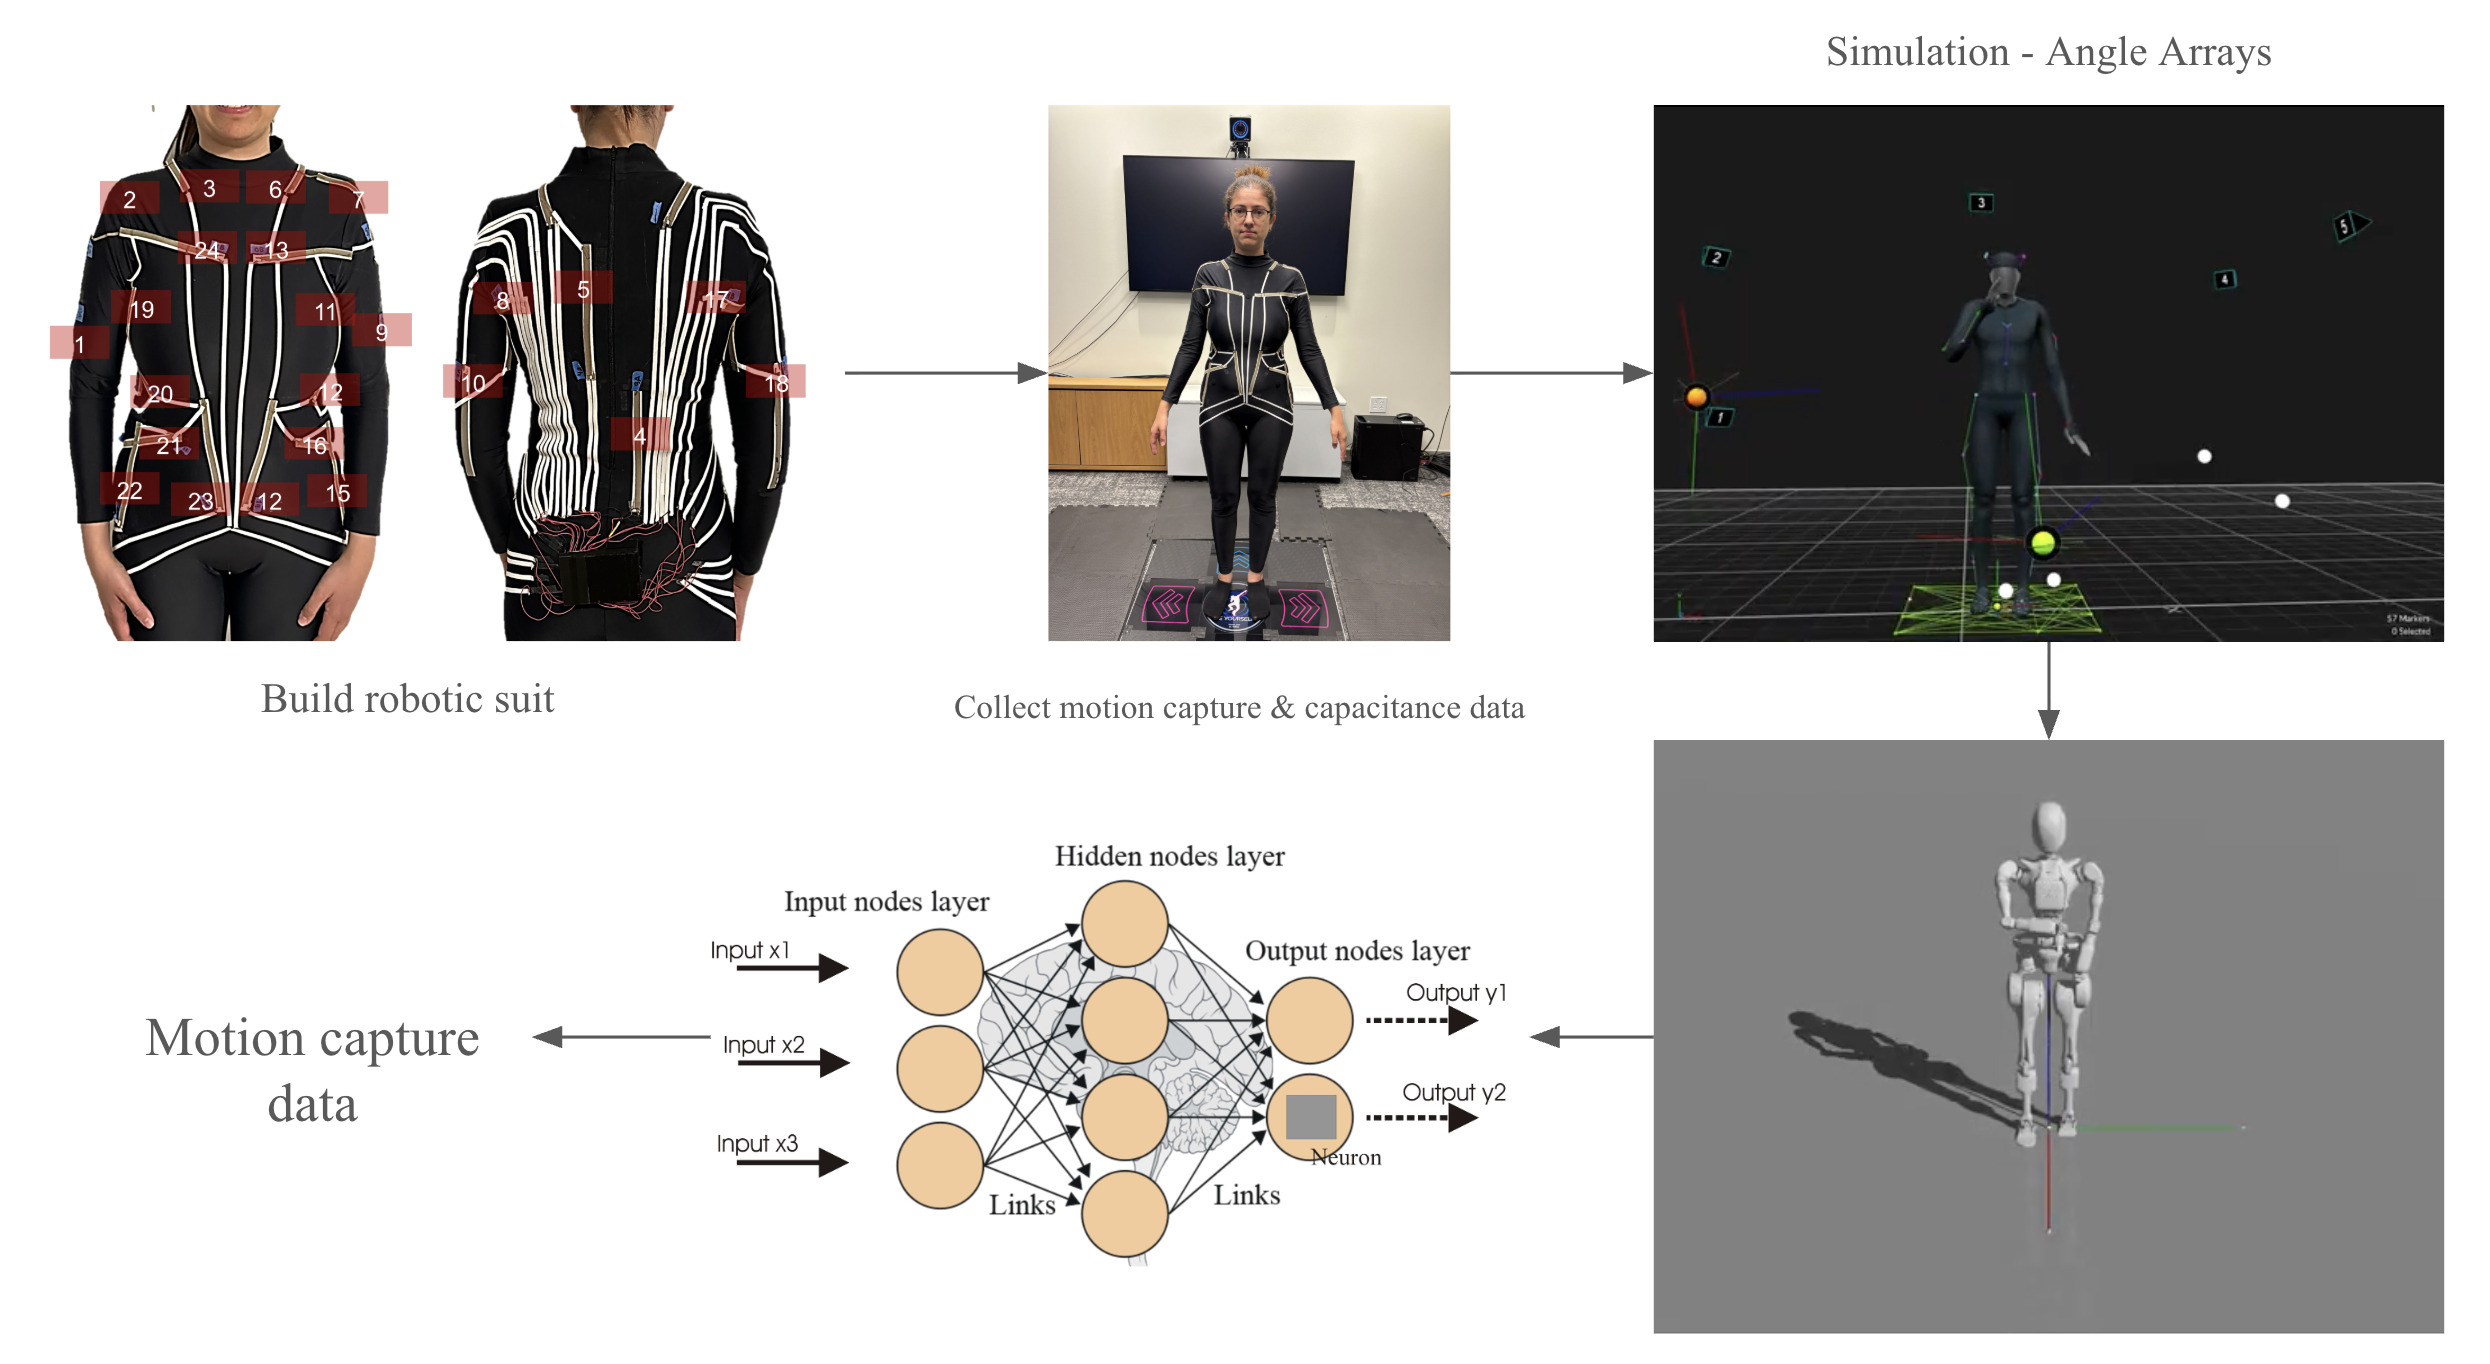 Simulation - Angle Arrays
2
3
6
7
24
13
19
11
1
9
20
12
21
16
22
23
12
15
8
5
17
10
18
4
3
5
2
4
1
57 Markers
0 Selected
Build robotic suit
Collect motion capture & capacitance data
Hidden nodes layer
Input nodes layer
Output nodes layer
Input x1
Output y1
Motion capture
data
Input x2
Output y2
Input x3
Neuron
Links
Links